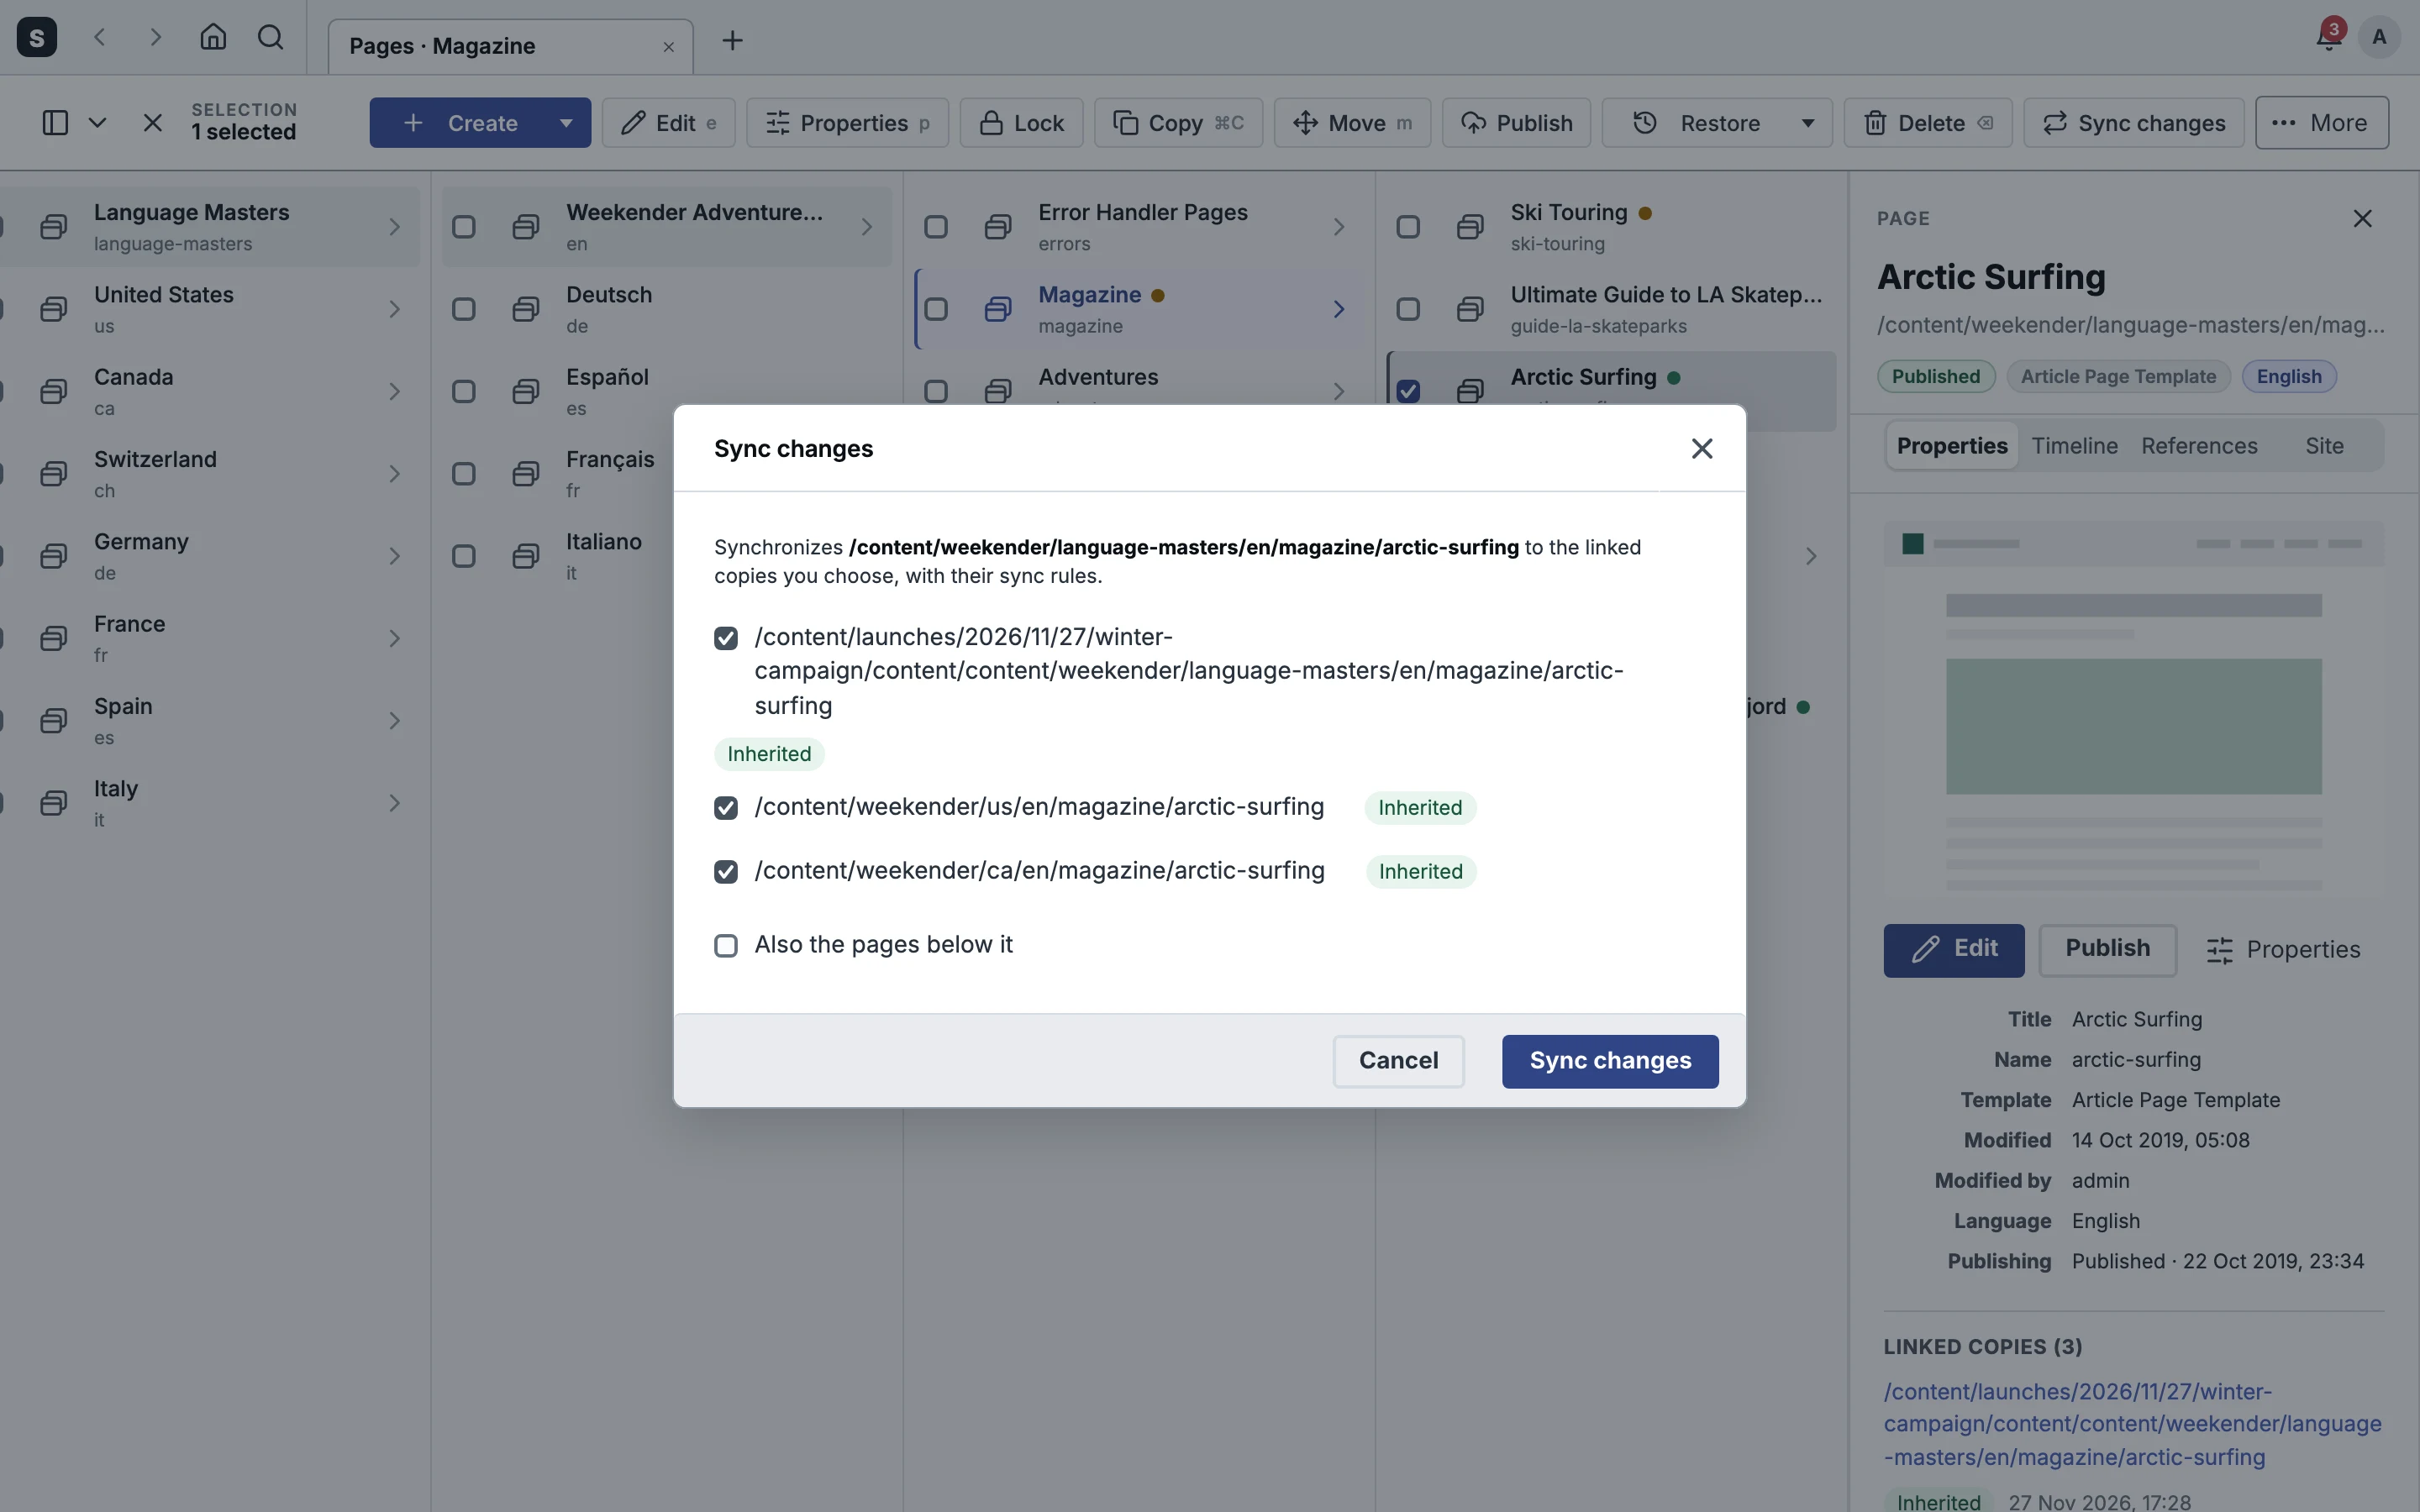 S
Pages · Magazine
3
A
SELECTION
1 selected
Create
Edit e
Properties p
Lock
Copy ⌘C
Move m
Publish
Restore
Delete
Sync changes
More
Language Masters
language-masters
United States
us
Canada
ca
Switzerland
ch
Germany
de
France
fr
Spain
es
Italy
it
Weekender Adventure...
en
Deutsch
de
Español
es
Français
fr
Italiano
it
Error Handler Pages
errors
Magazine
magazine
Adventures
Ski Touring
ski-touring
Ultimate Guide to LA Skatep...
guide-la-skateparks
Arctic Surfing
jord
Sync changes
Synchronizes /content/weekender/language-masters/en/magazine/arctic-surfing to the linked
copies you choose, with their sync rules.
/content/launches/2026/11/27/winter-
campaign/content/content/weekender/language-masters/en/magazine/arctic-
surfing
Inherited
/content/weekender/us/en/magazine/arctic-surfing Inherited
/content/weekender/ca/en/magazine/arctic-surfing Inherited
Also the pages below it
Cancel
Sync changes
PAGE
Arctic Surfing
/content/weekender/language-masters/en/mag...
Published
Article Page Template
English
Properties
Timeline
References
Site
Edit
Publish
Properties
Title Arctic Surfing
Name arctic-surfing
Template Article Page Template
Modified 14 Oct 2019, 05:08
Modified by admin
Language English
Publishing Published · 22 Oct 2019, 23:34
LINKED COPIES (3)
/content/launches/2026/11/27/winter-
campaign/content/content/weekender/language
-masters/en/magazine/arctic-surfing
Inherited 27 Nov 2026, 17:28